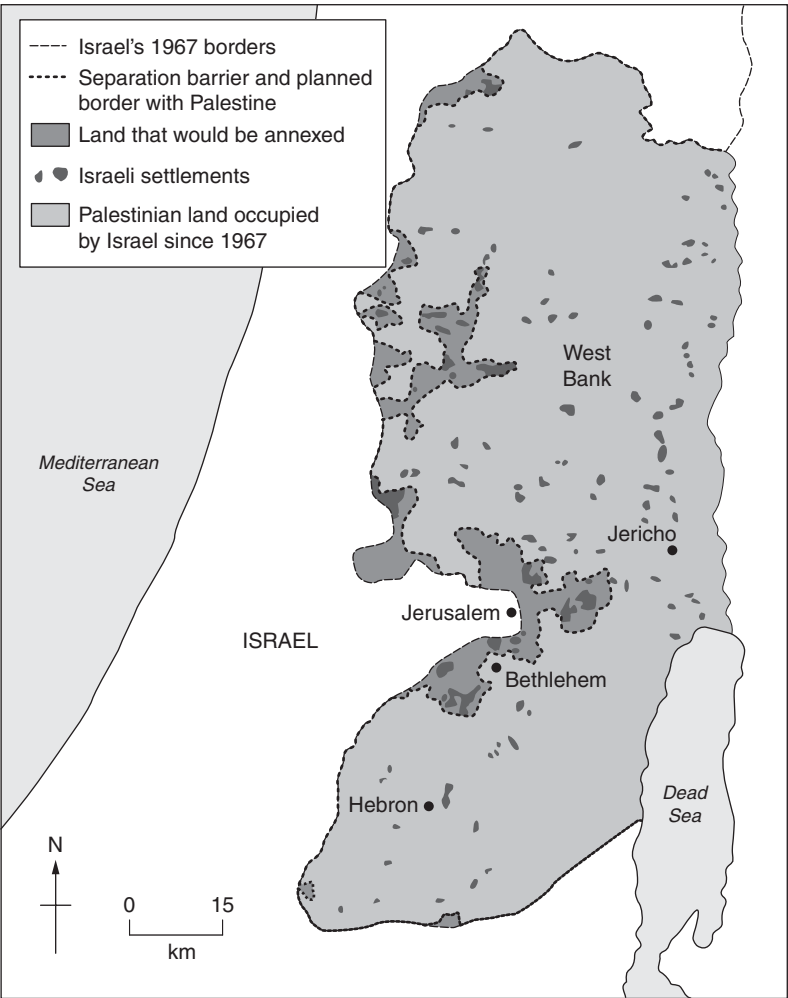 Israel's 1967 borders
Separation barrier and planned
border with Palestine
Land that would be annexed
Israeli settlements
Palestinian land occupied
by Israel since 1967
West
Bank
Mediterranean
Sea
Jericho
Jerusalem
ISRAEL
Bethlehem
Hebron
Dead
Sea
N
0 15
km